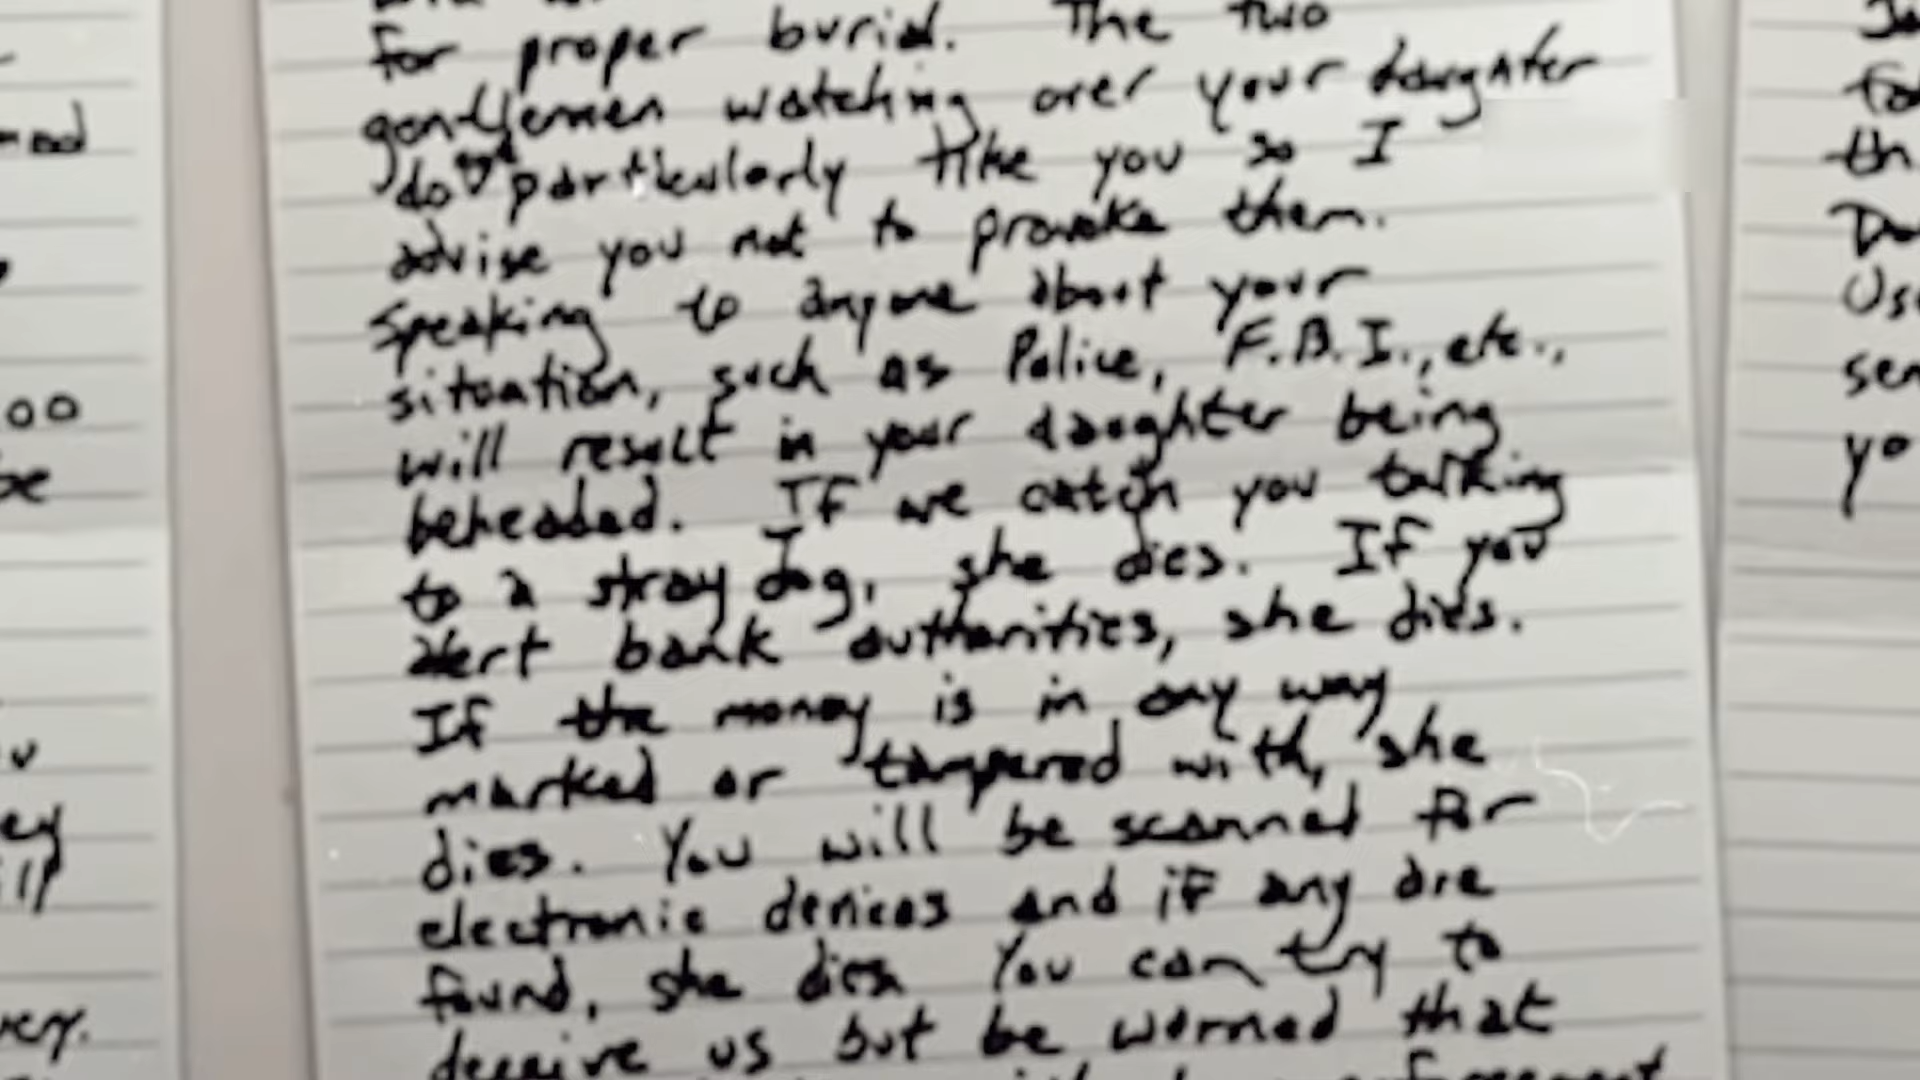 for proper burial. The two
gentlemen watching over your daughter
do not particularly like you so I
advise you not to provoke them.
Speaking to anyone about your
situation, such as Police, F.B.I., etc.,
will result in your daughter being
beheaded. If we catch you talking
to a stray dog, she dies. If you
alert bank authorities, she dies.
If the money is in any way
marked or tampered with, she
dies. You will be scanned for
electronic devices and if any are
found, she dies. You can try to
deceive us but be warned that